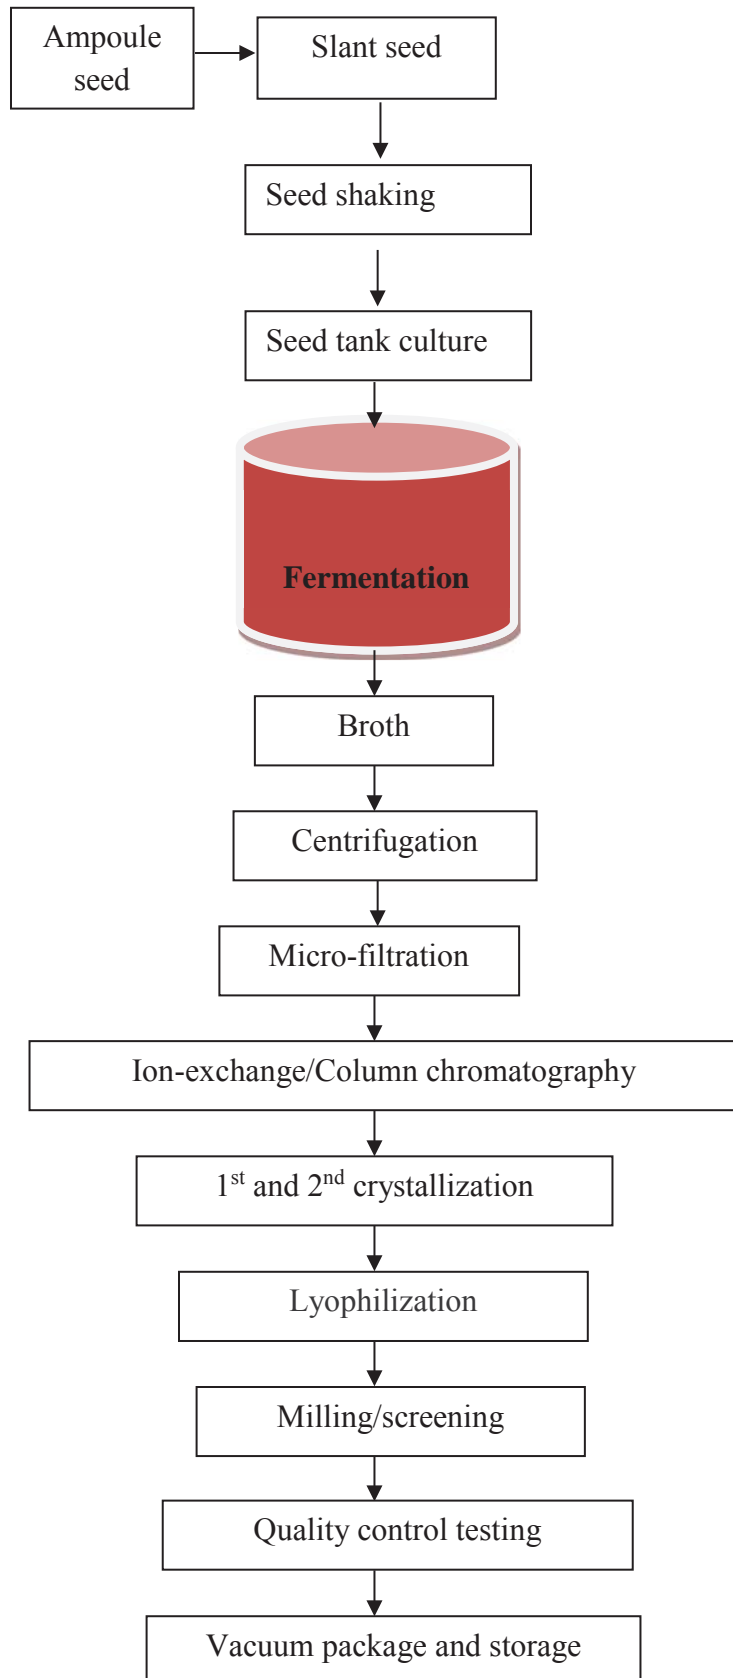 Ampoule
seed
Slant seed
Seed shaking
Seed tank culture
Fermentation
Broth
Centrifugation
Micro-filtration
Ion-exchange/Column chromatography
1st and 2nd crystallization
Lyophilization
Milling/screening
Quality control testing
Vacuum package and storage